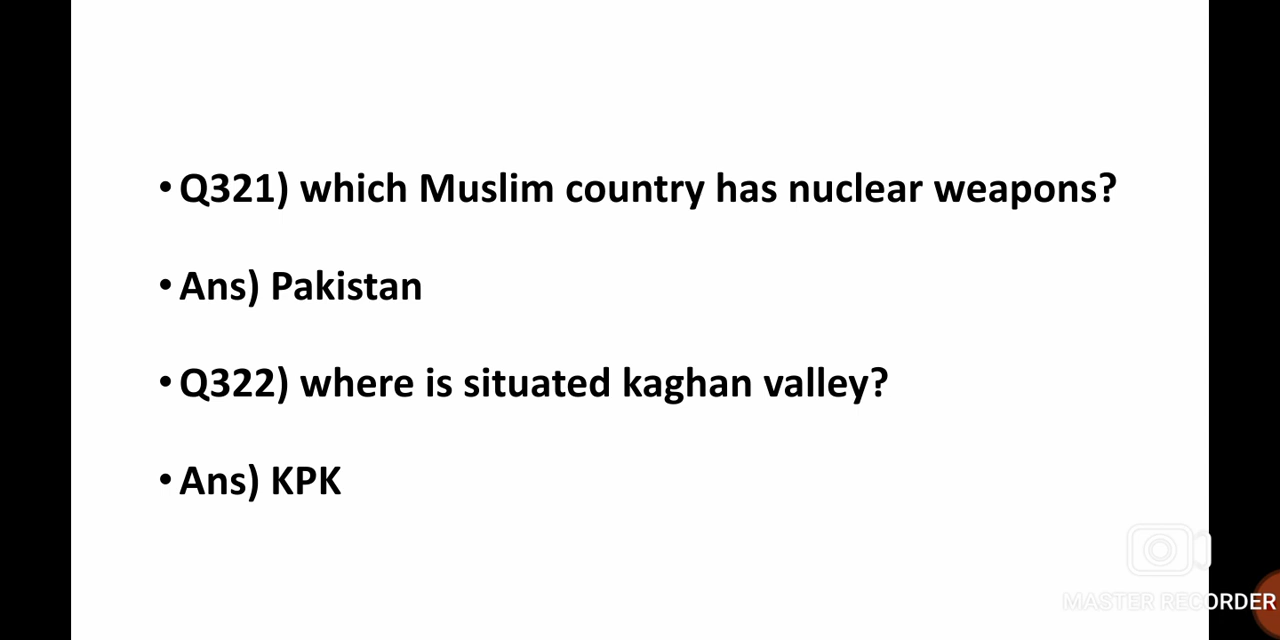 • Q321) which Muslim country has nuclear weapons?
• Ans) Pakistan
• Q322) where is situated kaghan valley?
• Ans) KPK
MASTER RECORDER